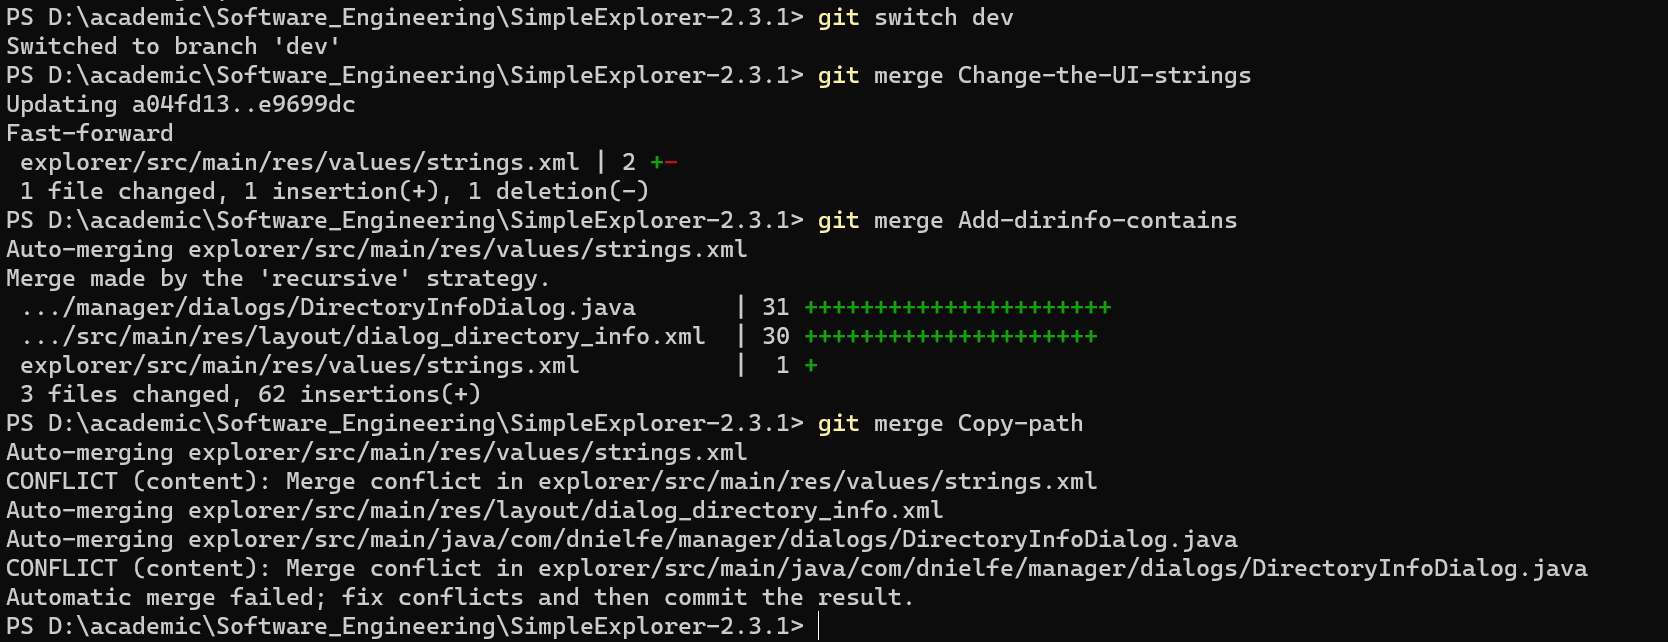 PS D:\academic\Software_Engineering\SimpleExplorer-2.3.1> git switch dev
Switched to branch 'dev'
PS D:\academic\Software_Engineering\SimpleExplorer-2.3.1> git merge Change-the-UI-strings
Updating a04fd13..e9699dc
Fast-forward
 explorer/src/main/res/values/strings.xml | 2 +-
 1 file changed, 1 insertion(+), 1 deletion(-)
PS D:\academic\Software_Engineering\SimpleExplorer-2.3.1> git merge Add-dirinfo-contains
Auto-merging explorer/src/main/res/values/strings.xml
Merge made by the 'recursive' strategy.
 .../manager/dialogs/DirectoryInfoDialog.java       | 31 ++++++++++++++++++++++
 .../src/main/res/layout/dialog_directory_info.xml  | 30 +++++++++++++++++++++
 explorer/src/main/res/values/strings.xml           |  1 +
 3 files changed, 62 insertions(+)
PS D:\academic\Software_Engineering\SimpleExplorer-2.3.1> git merge Copy-path
Auto-merging explorer/src/main/res/values/strings.xml
CONFLICT (content): Merge conflict in explorer/src/main/res/values/strings.xml
Auto-merging explorer/src/main/res/layout/dialog_directory_info.xml
Auto-merging explorer/src/main/java/com/dnielfe/manager/dialogs/DirectoryInfoDialog.java
CONFLICT (content): Merge conflict in explorer/src/main/java/com/dnielfe/manager/dialogs/DirectoryInfoDialog.java
Automatic merge failed; fix conflicts and then commit the result.
PS D:\academic\Software_Engineering\SimpleExplorer-2.3.1>